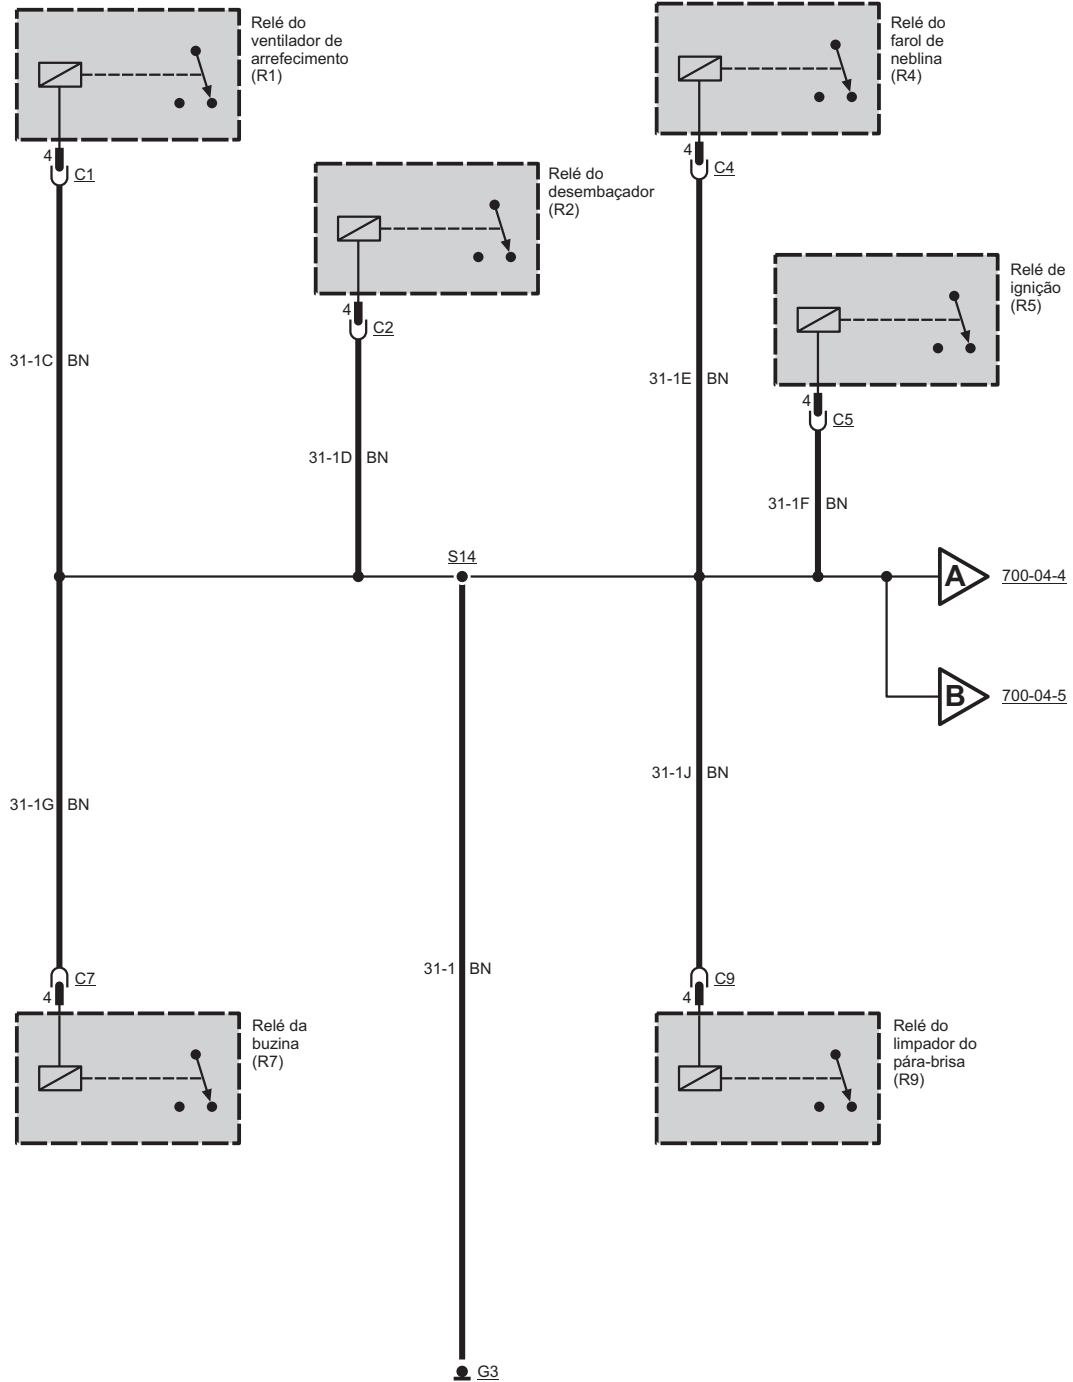 Relé do
ventilador de
arrefecimento
(R1)
4
C1
Relé do
farol de
neblina
(R4)
4
C4
Relé do
desembaçador
(R2)
4
C2
Relé de
ignição
(R5)
4
C5
31-1C BN
31-1E BN
31-1D BN
31-1F BN
S14
A 700-04-4
B 700-04-5
31-1J BN
31-1G BN
31-1 BN
C7
4
C9
4
Relé da
buzina
(R7)
Relé do
limpador do
pára-brisa
(R9)
G3